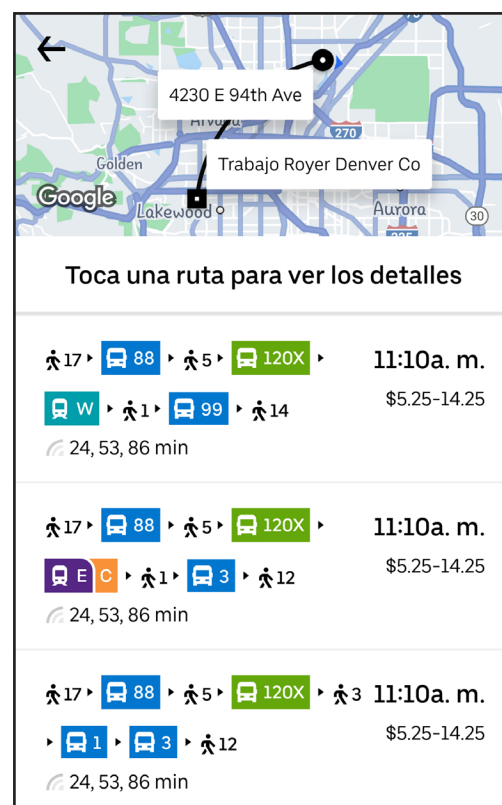 270
4230 E 94th Ave
Arvada
270
Golden
Trabajo Royer Denver Co
Google
Lakewood
Aurora
30
225
Toca una ruta para ver los detalles
17 88 5 120X 11:10a. m.
W 1 99 14 $5.25-14.25
24, 53, 86 min
17 88 5 120X 11:10a. m.
E C 1 3 12 $5.25-14.25
24, 53, 86 min
17 88 5 120X 3 11:10a. m.
1 3 12 $5.25-14.25
24, 53, 86 min